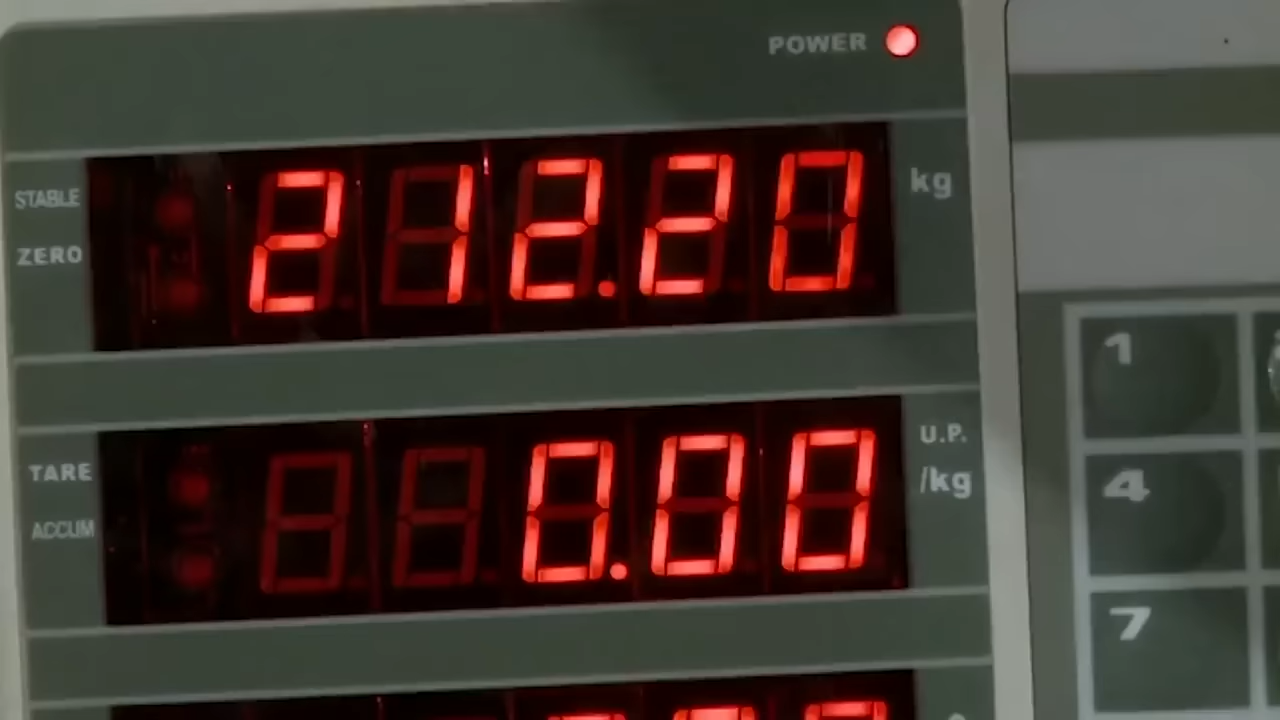 POWER
STABLE
ZERO
212.20 kg
TARE
ACCUM
0.00 U.P. /kg
1
4
7